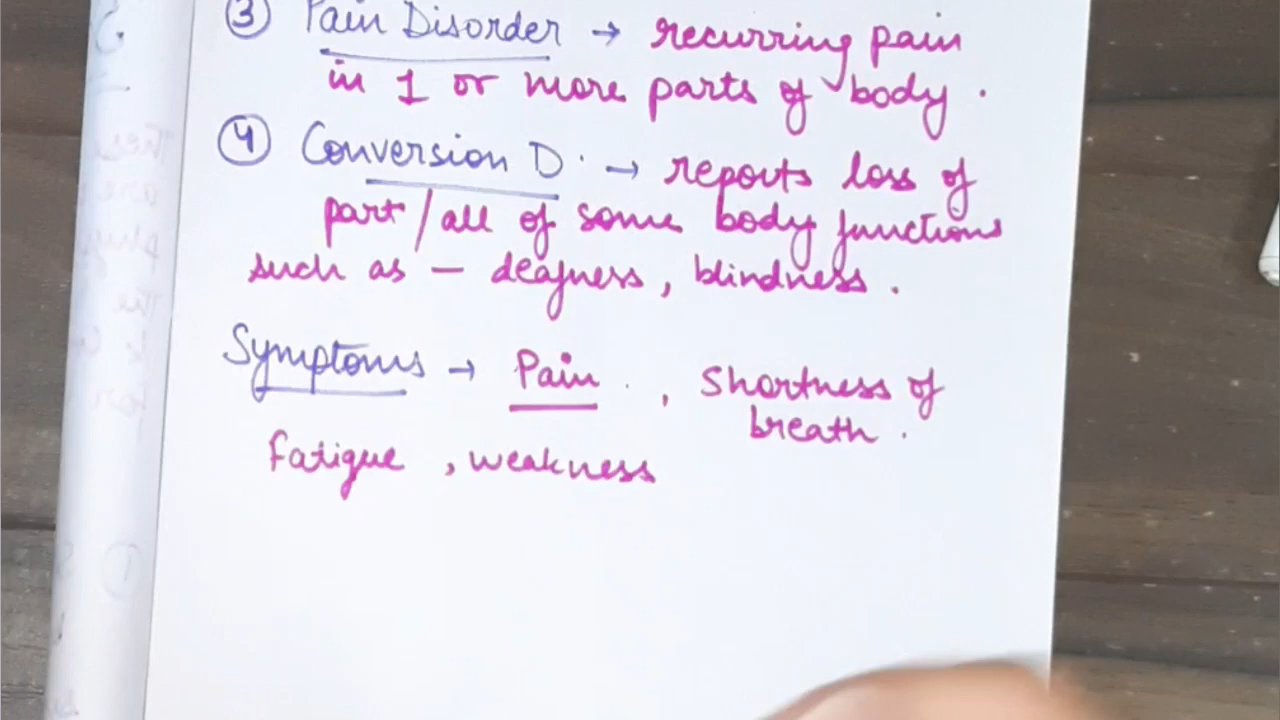 ③ Pain Disorder → recurring pain
in 1 or more parts of body .
④ Conversion D. → reports loss of
part/all of some body functions
such as – deafness, blindness .
Symptoms → Pain , Shortness of
breath .
fatigue , weakness